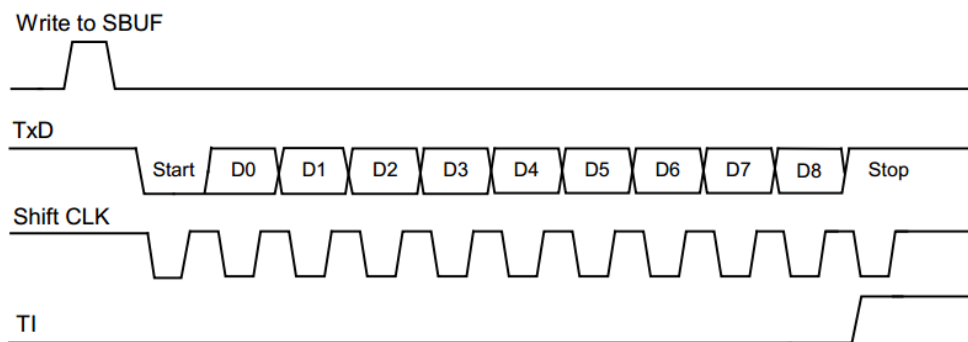 Write to SBUF
TxD
Start D0 D1 D2 D3 D4 D5 D6 D7 D8 Stop
Shift CLK
TI